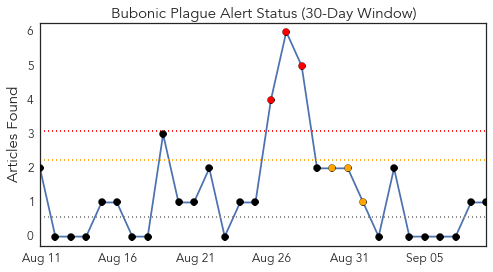 Bubonic Plague Alert Status (30-Day Window)
Articles Found
6
5
4
3
2
1
0
Aug 11 Aug 16 Aug 21 Aug 26 Aug 31 Sep 05